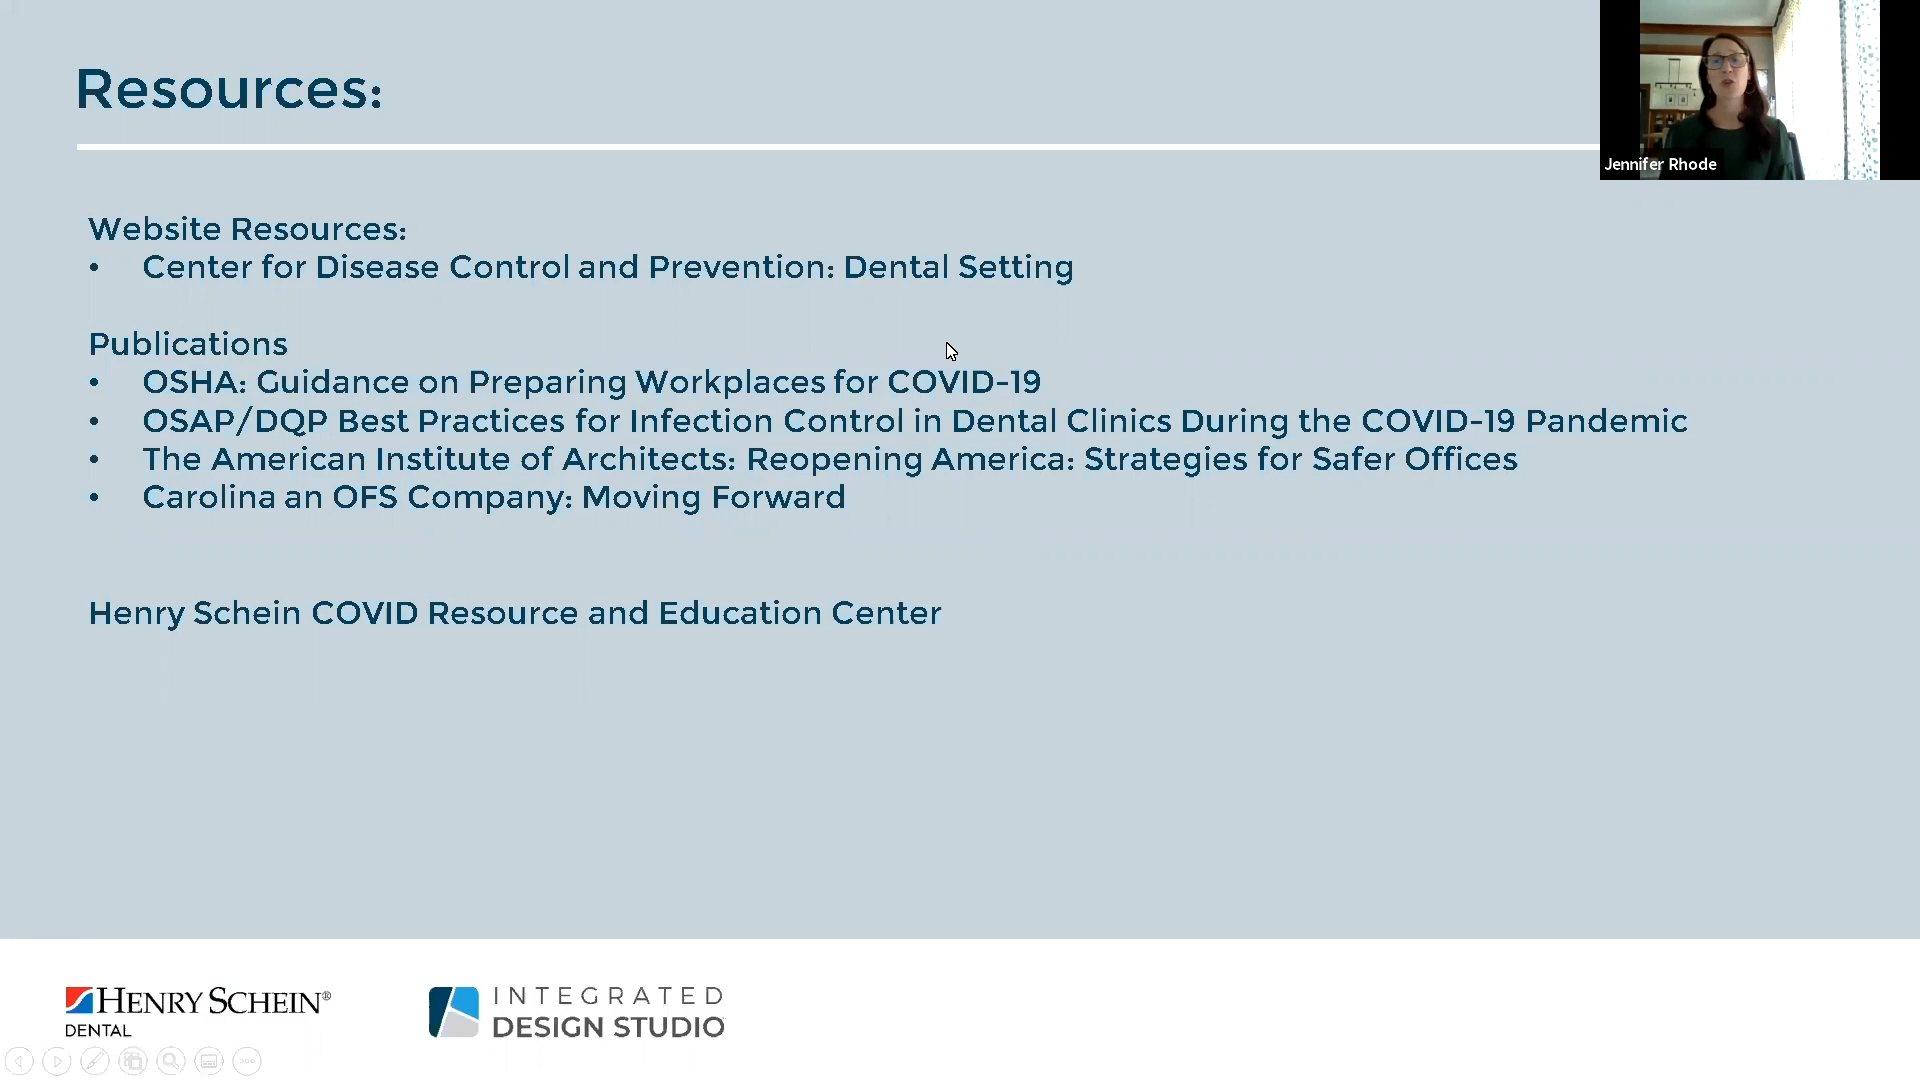 Resources:
Jennifer Rhode
Website Resources:
• Center for Disease Control and Prevention: Dental Setting
Publications
• OSHA: Guidance on Preparing Workplaces for COVID-19
• OSAP/DQP Best Practices for Infection Control in Dental Clinics During the COVID-19 Pandemic
• The American Institute of Architects: Reopening America: Strategies for Safer Offices
• Carolina an OFS Company: Moving Forward
Henry Schein COVID Resource and Education Center
HENRY SCHEIN®
DENTAL
INTEGRATED
DESIGN STUDIO